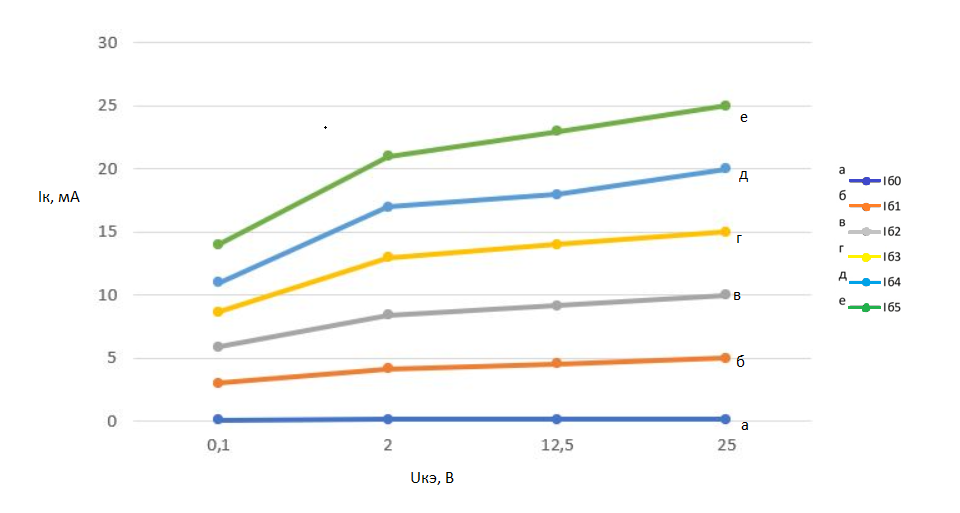 30
25
е
20
д
Iк, мА
15
г
10
в
5
б
0
а
0,1 2 12,5 25
Uкэ, В
а Iб0
б Iб1
в Iб2
г Iб3
д Iб4
е Iб5